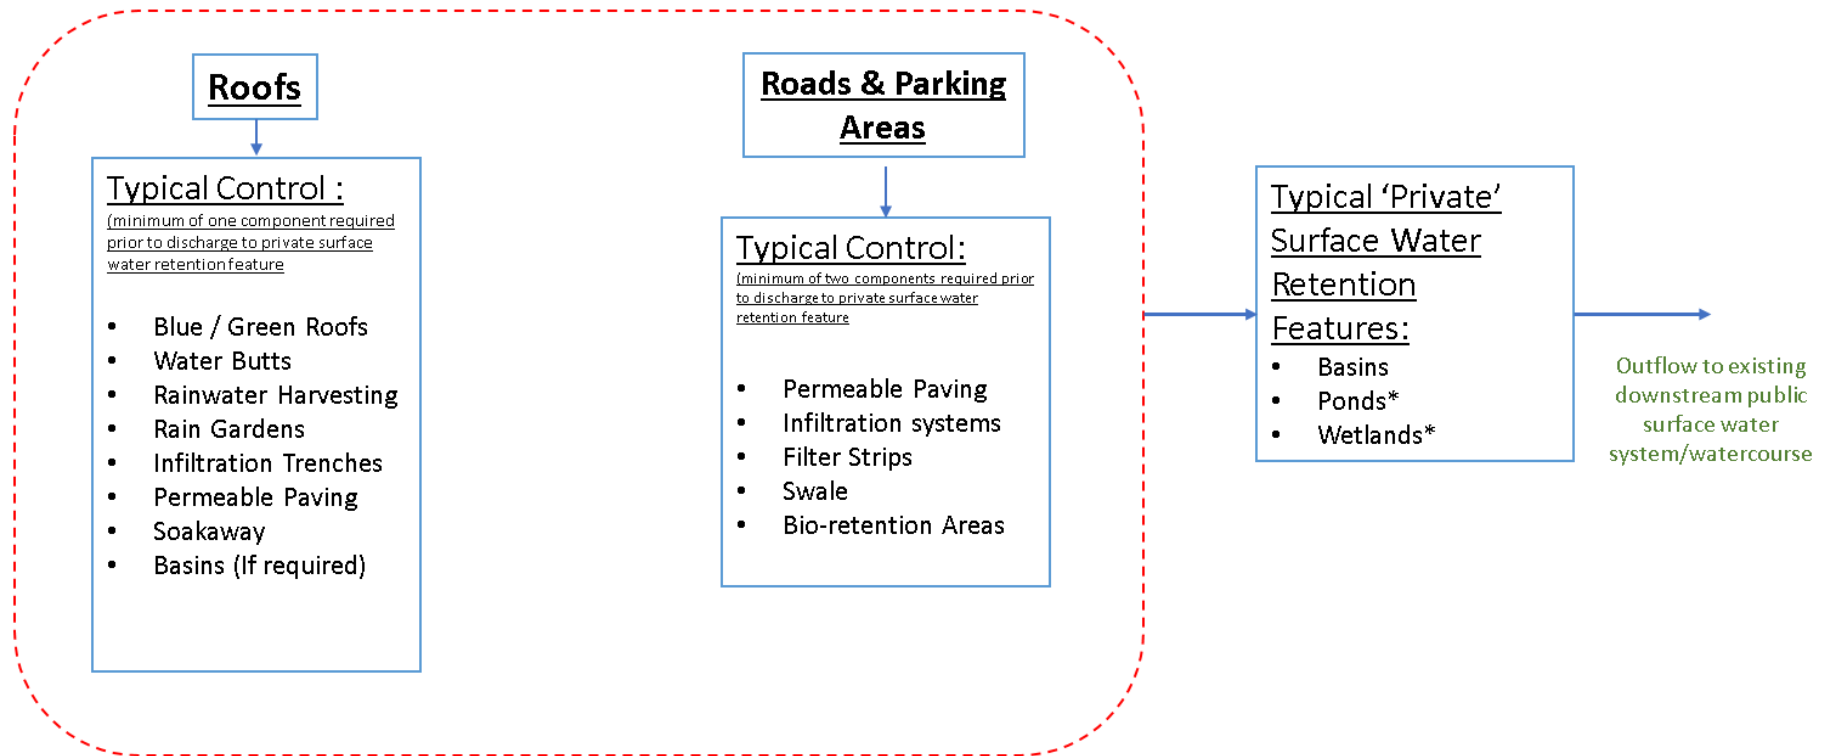 Roofs
Typical Control :
(minimum of one component required
prior to discharge to private surface
water retention feature
• Blue / Green Roofs
• Water Butts
• Rainwater Harvesting
• Rain Gardens
• Infiltration Trenches
• Permeable Paving
• Soakaway
• Basins (If required)
Roads & Parking
Areas
Typical Control:
(minimum of two components required prior
to discharge to private surface water
retention feature
• Permeable Paving
• Infiltration systems
• Filter Strips
• Swale
• Bio-retention Areas
Typical ‘Private’
Surface Water
Retention
Features:
• Basins
• Ponds*
• Wetlands*
Outflow to existing
downstream public
surface water
system/watercourse